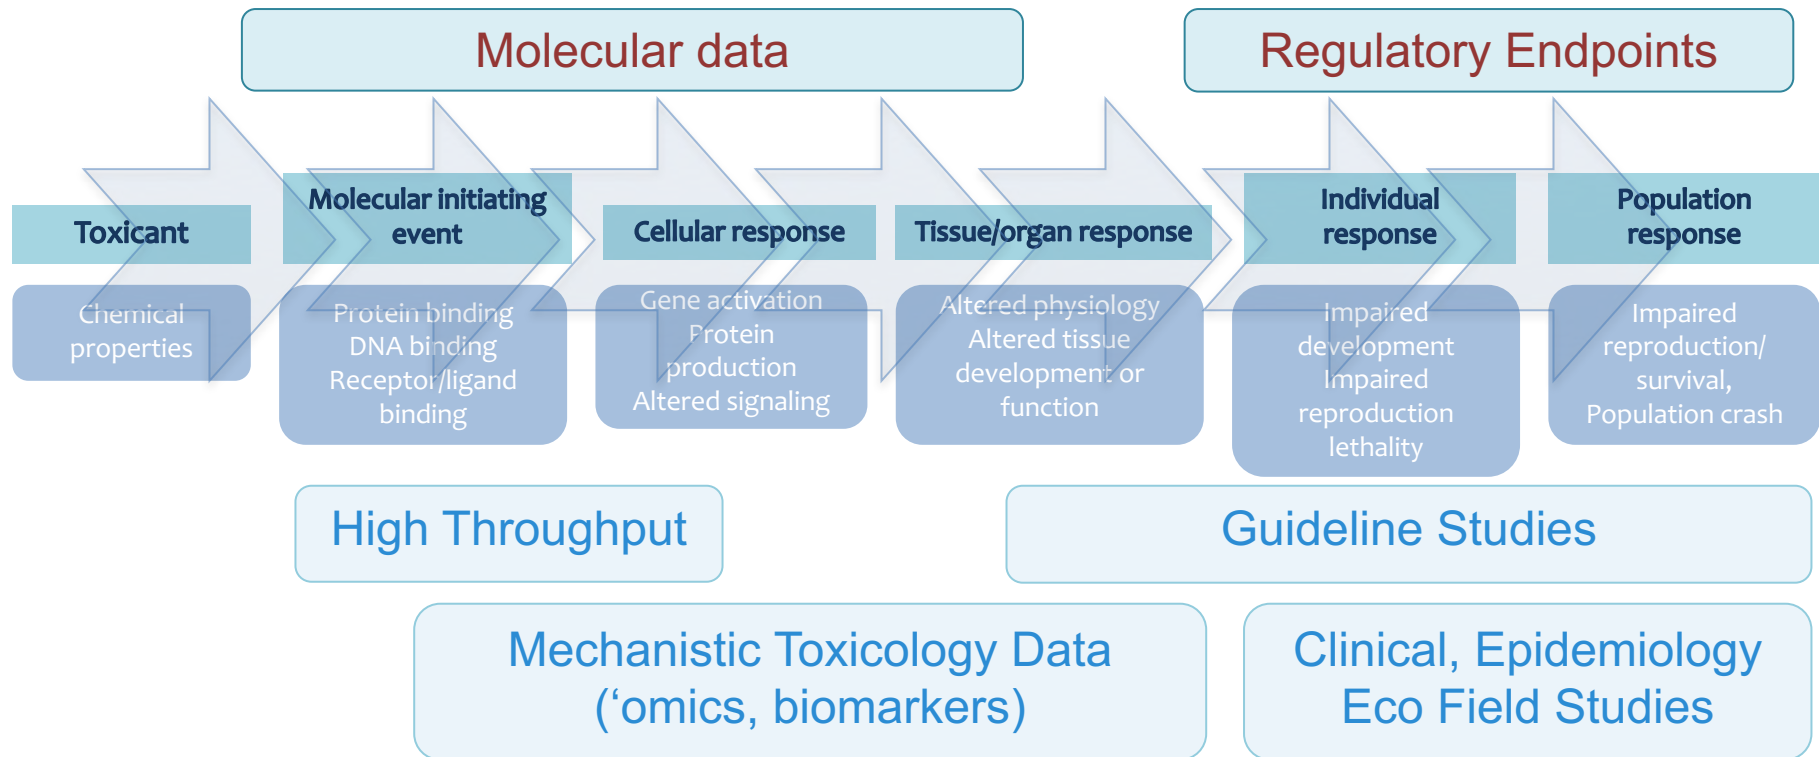 Molecular data
Regulatory Endpoints
Toxicant
Molecular initiating
event
Cellular response
Tissue/organ response
Individual
response
Population
response
Chemical
properties
Protein binding
DNA binding
Receptor/ligand
binding
Gene activation
Protein
production
Altered signaling
Altered physiology
Altered tissue
development or
function
Impaired
development
Impaired
reproduction
lethality
Impaired
reproduction/
survival,
Population crash
High Throughput
Guideline Studies
Mechanistic Toxicology Data
(‘omics, biomarkers)
Clinical, Epidemiology
Eco Field Studies